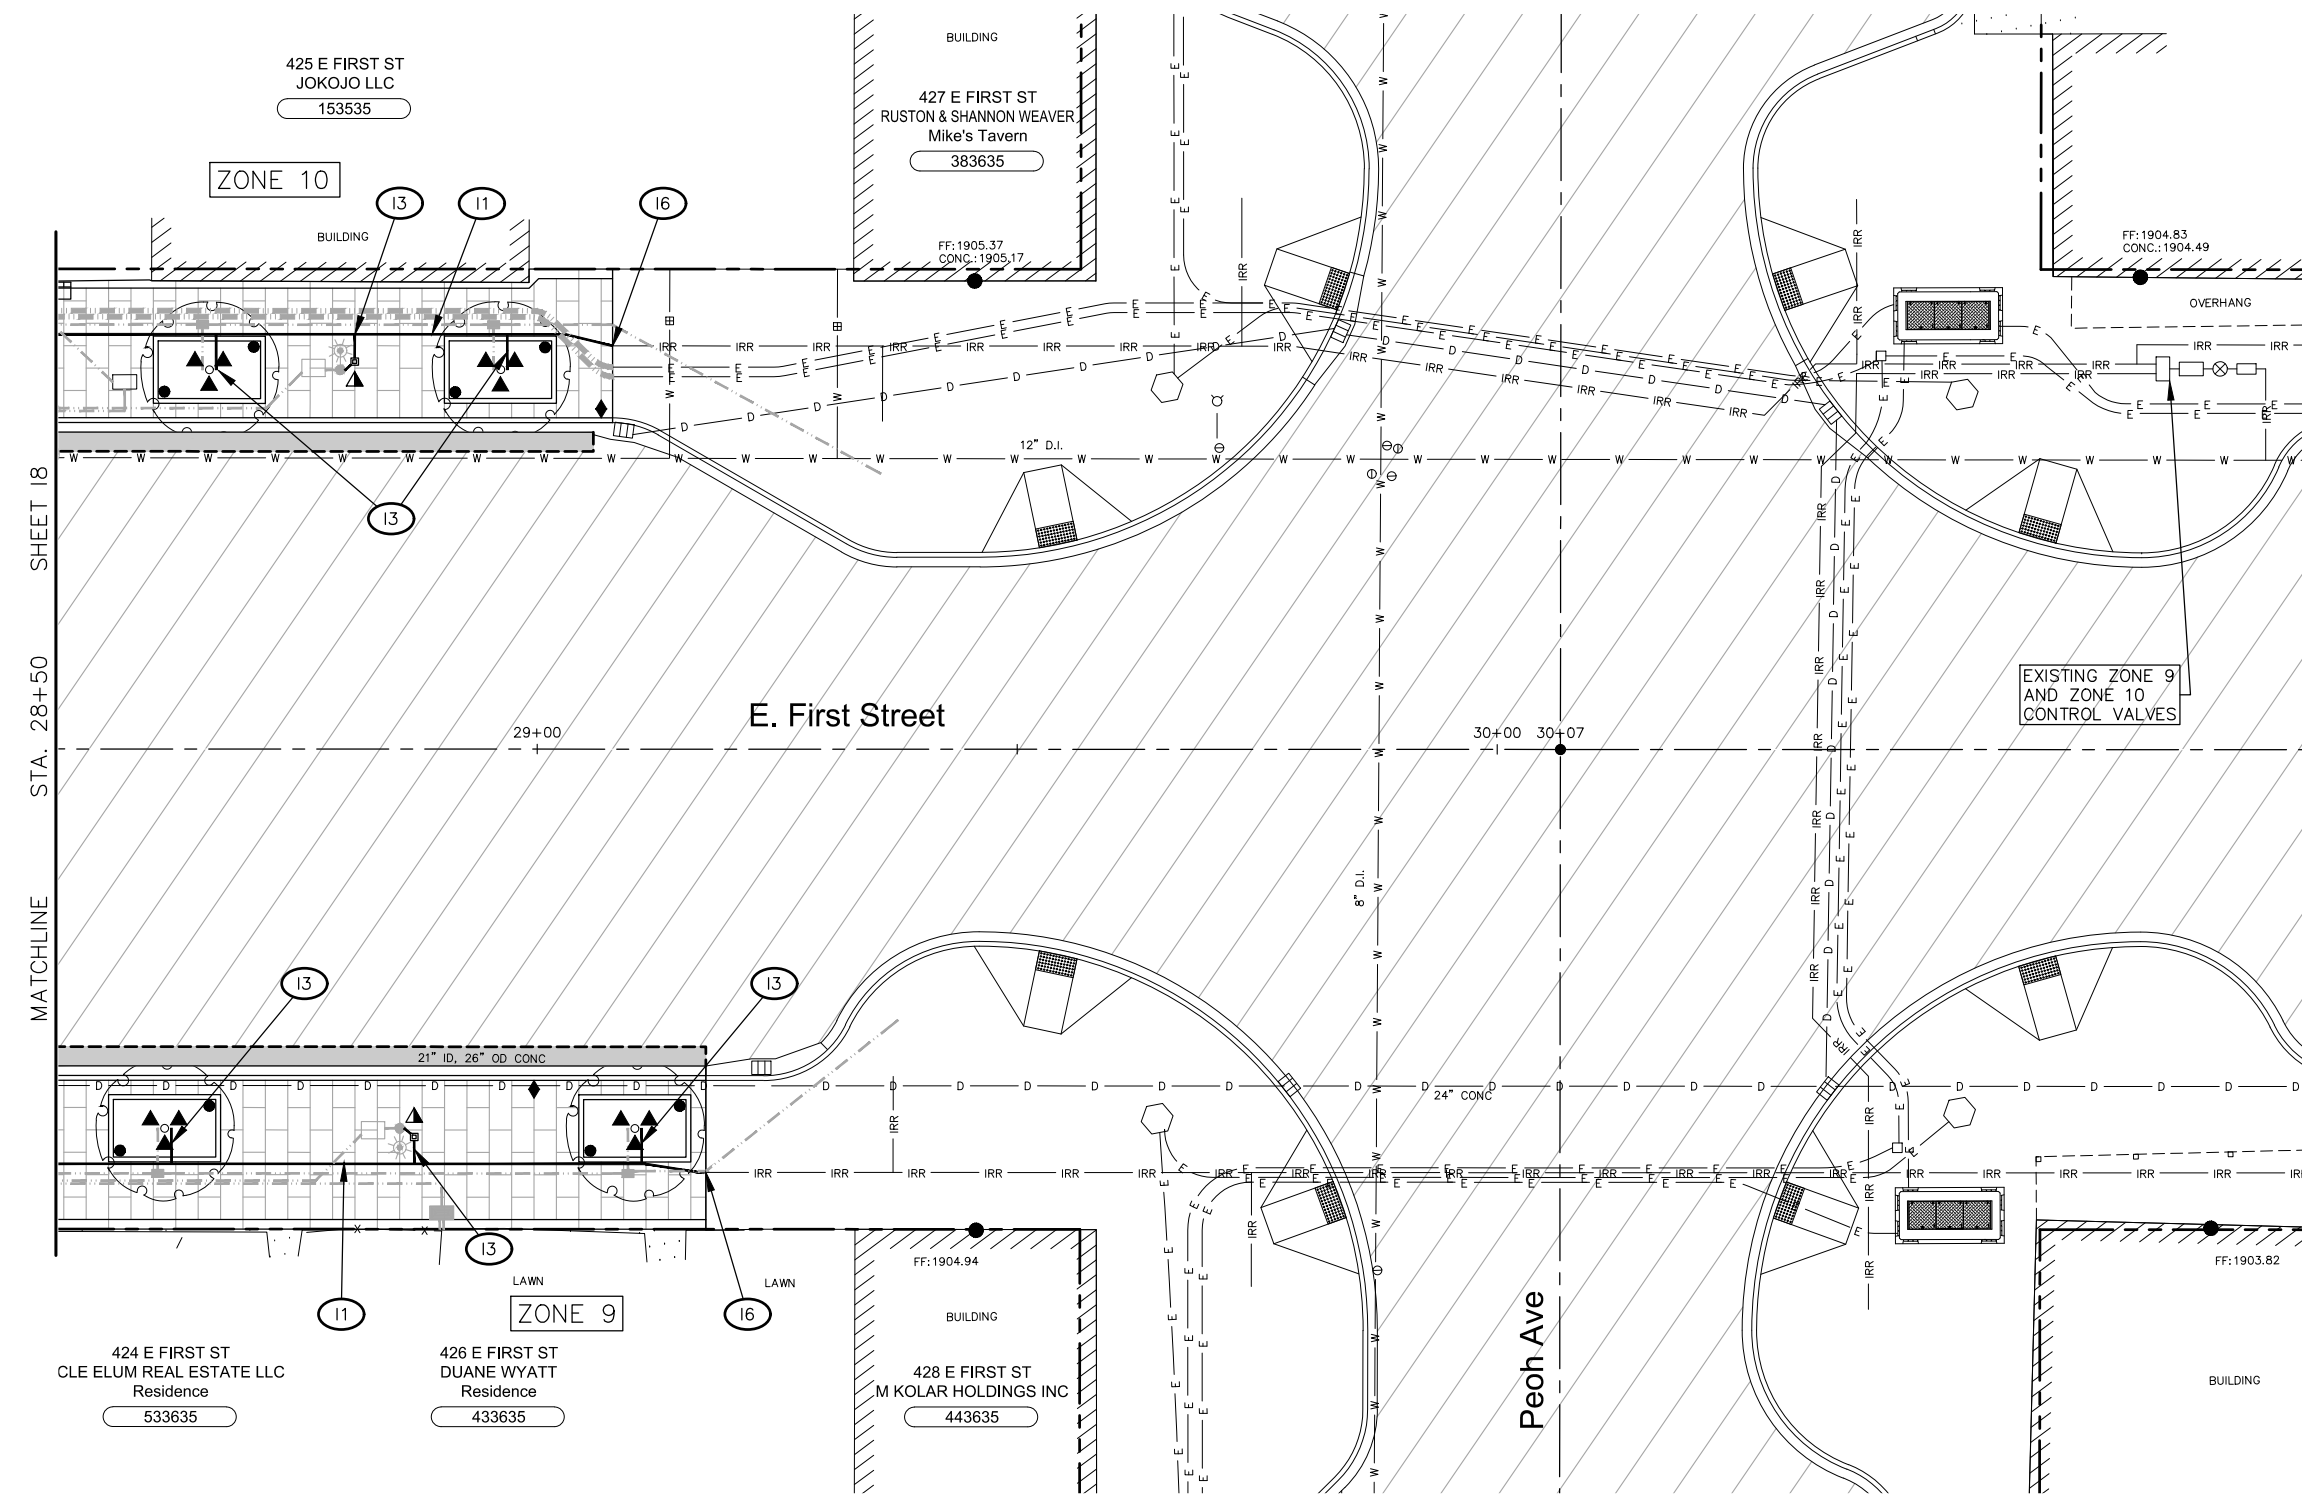 425 E FIRST ST
JOKOJO LLC
153535
ZONE 10
BUILDING
I3
I1
I6
I3
BUILDING
427 E FIRST ST
RUSTON & SHANNON WEAVER
Mike's Tavern
383635
FF:1905.37
CONC.:1905.17
FF:1904.83
CONC.:1904.49
OVERHANG
12" D.I.
EXISTING ZONE 9
AND ZONE 10
CONTROL VALVES
MATCHLINE STA. 28+50 SHEET I8
E. First Street
29+00
30+00
30+07
8" D.I.
Peoh Ave
I3
I3
21" ID, 26" OD CONC
24" CONC
I3
I1
I6
LAWN
LAWN
ZONE 9
424 E FIRST ST
CLE ELUM REAL ESTATE LLC
Residence
533635
426 E FIRST ST
DUANE WYATT
Residence
433635
FF:1904.94
BUILDING
428 E FIRST ST
M KOLAR HOLDINGS INC
443635
FF:1903.82
BUILDING